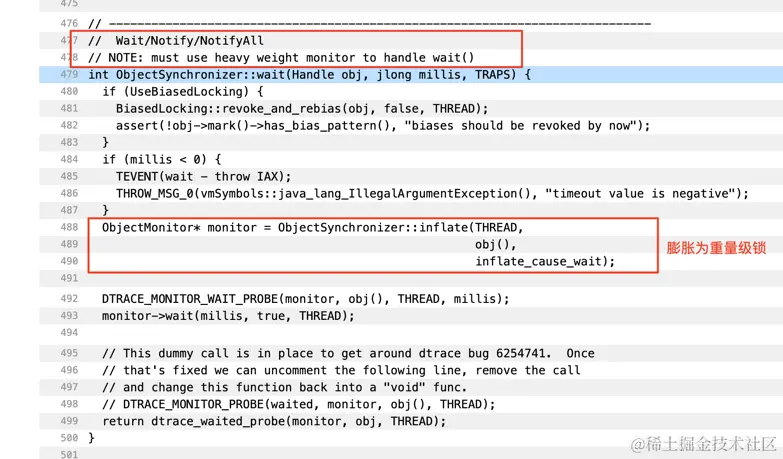 475
476 // -----------------------------------------------------------------------------
477 //  Wait/Notify/NotifyAll
478 // NOTE: must use heavy weight monitor to handle wait()
479 int ObjectSynchronizer::wait(Handle obj, jlong millis, TRAPS) {
480   if (UseBiasedLocking) {
481     BiasedLocking::revoke_and_rebias(obj, false, THREAD);
482     assert(!obj->mark()->has_bias_pattern(), "biases should be revoked by now");
483   }
484   if (millis < 0) {
485     TEVENT(wait - throw IAX);
486     THROW_MSG_0(vmSymbols::java_lang_IllegalArgumentException(), "timeout value is negative");
487   }
488   ObjectMonitor* monitor = ObjectSynchronizer::inflate(THREAD,
489                                                        obj(),
膨胀为重量级锁
490                                                        inflate_cause_wait);
491
492   DTRACE_MONITOR_WAIT_PROBE(monitor, obj(), THREAD, millis);
493   monitor->wait(millis, true, THREAD);
494
495   // This dummy call is in place to get around dtrace bug 6254741.  Once
496   // that's fixed we can uncomment the following line, remove the call
497   // and change this function back into a "void" func.
498   // DTRACE_MONITOR_PROBE(waited, monitor, obj(), THREAD);
499   return dtrace_waited_probe(monitor, obj, THREAD);
500 }
501
@稀土掘金技术社区